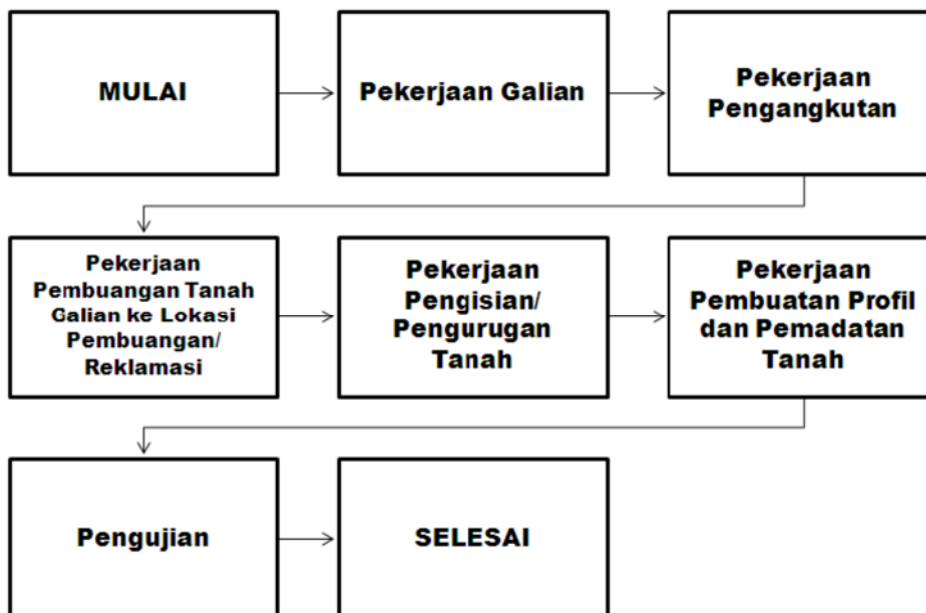 MULAI
Pekerjaan Galian
Pekerjaan
Pengangkutan
Pekerjaan
Pembuangan Tanah
Galian ke Lokasi
Pembuangan/
Reklamasi
Pekerjaan
Pengisian/
Pengurugan
Tanah
Pekerjaan
Pembuatan Profil
dan Pemadatan
Tanah
Pengujian
SELESAI